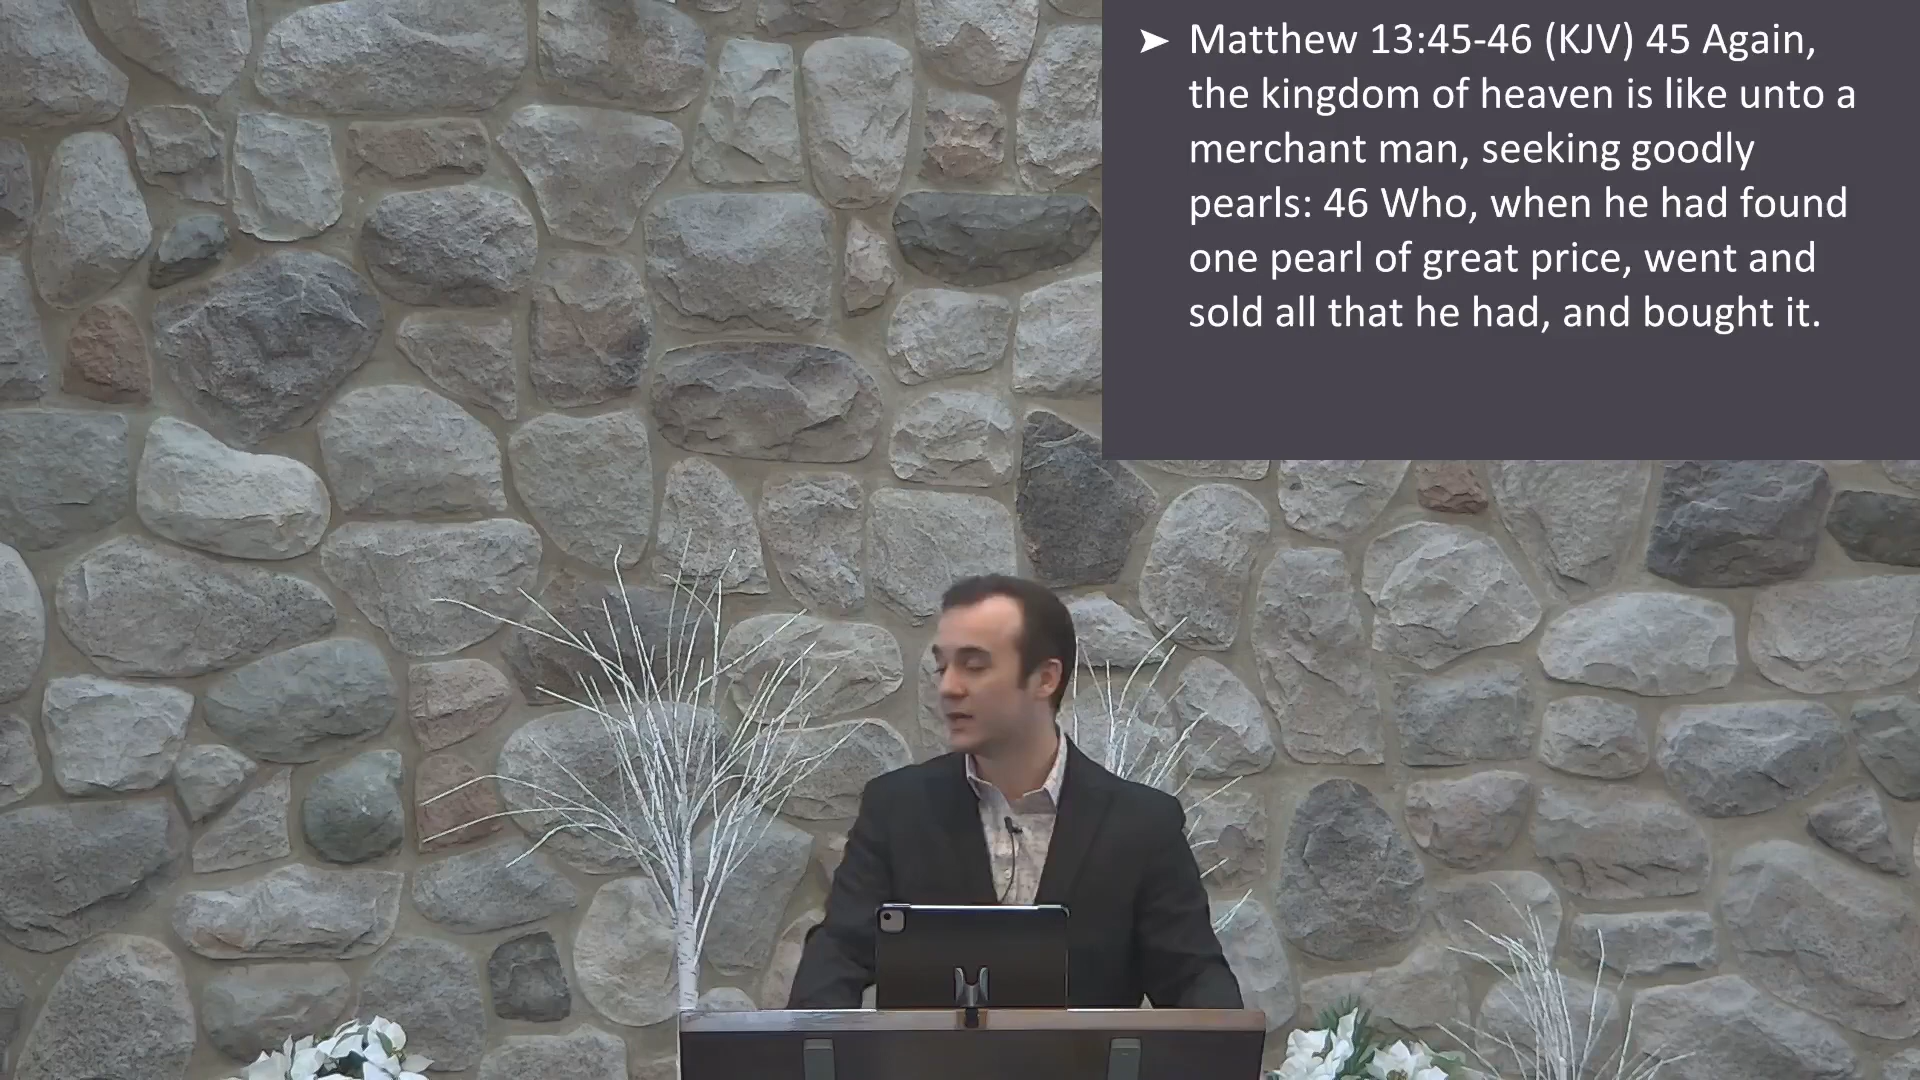 ➤ Matthew 13:45-46 (KJV) 45 Again,
the kingdom of heaven is like unto a
merchant man, seeking goodly
pearls: 46 Who, when he had found
one pearl of great price, went and
sold all that he had, and bought it.